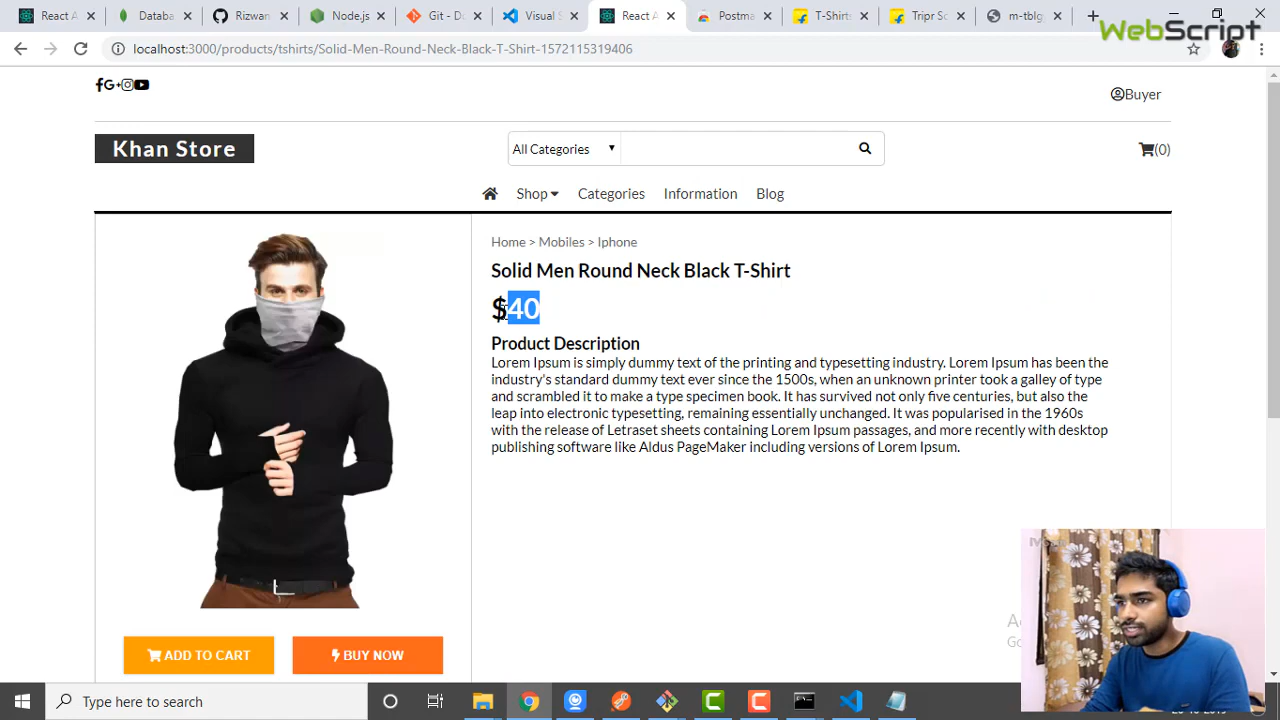 React A
Databas
Rizwan
Node.js
Git - Do
Visual S
React A
Postma
T-Shirts
Tripr So
m-tblg
WebScript
localhost:3000/products/tshirts/Solid-Men-Round-Neck-Black-T-Shirt-1572115319406
Buyer
Khan Store
All Categories
(0)
Shop
Categories
Information
Blog
Home > Mobiles > Iphone
Solid Men Round Neck Black T-Shirt
$40
Product Description
Lorem Ipsum is simply dummy text of the printing and typesetting industry. Lorem Ipsum has been the
industry's standard dummy text ever since the 1500s, when an unknown printer took a galley of type
and scrambled it to make a type specimen book. It has survived not only five centuries, but also the
leap into electronic typesetting, remaining essentially unchanged. It was popularised in the 1960s
with the release of Letraset sheets containing Lorem Ipsum passages, and more recently with desktop
publishing software like Aldus PageMaker including versions of Lorem Ipsum.
ADD TO CART
BUY NOW
Type here to search